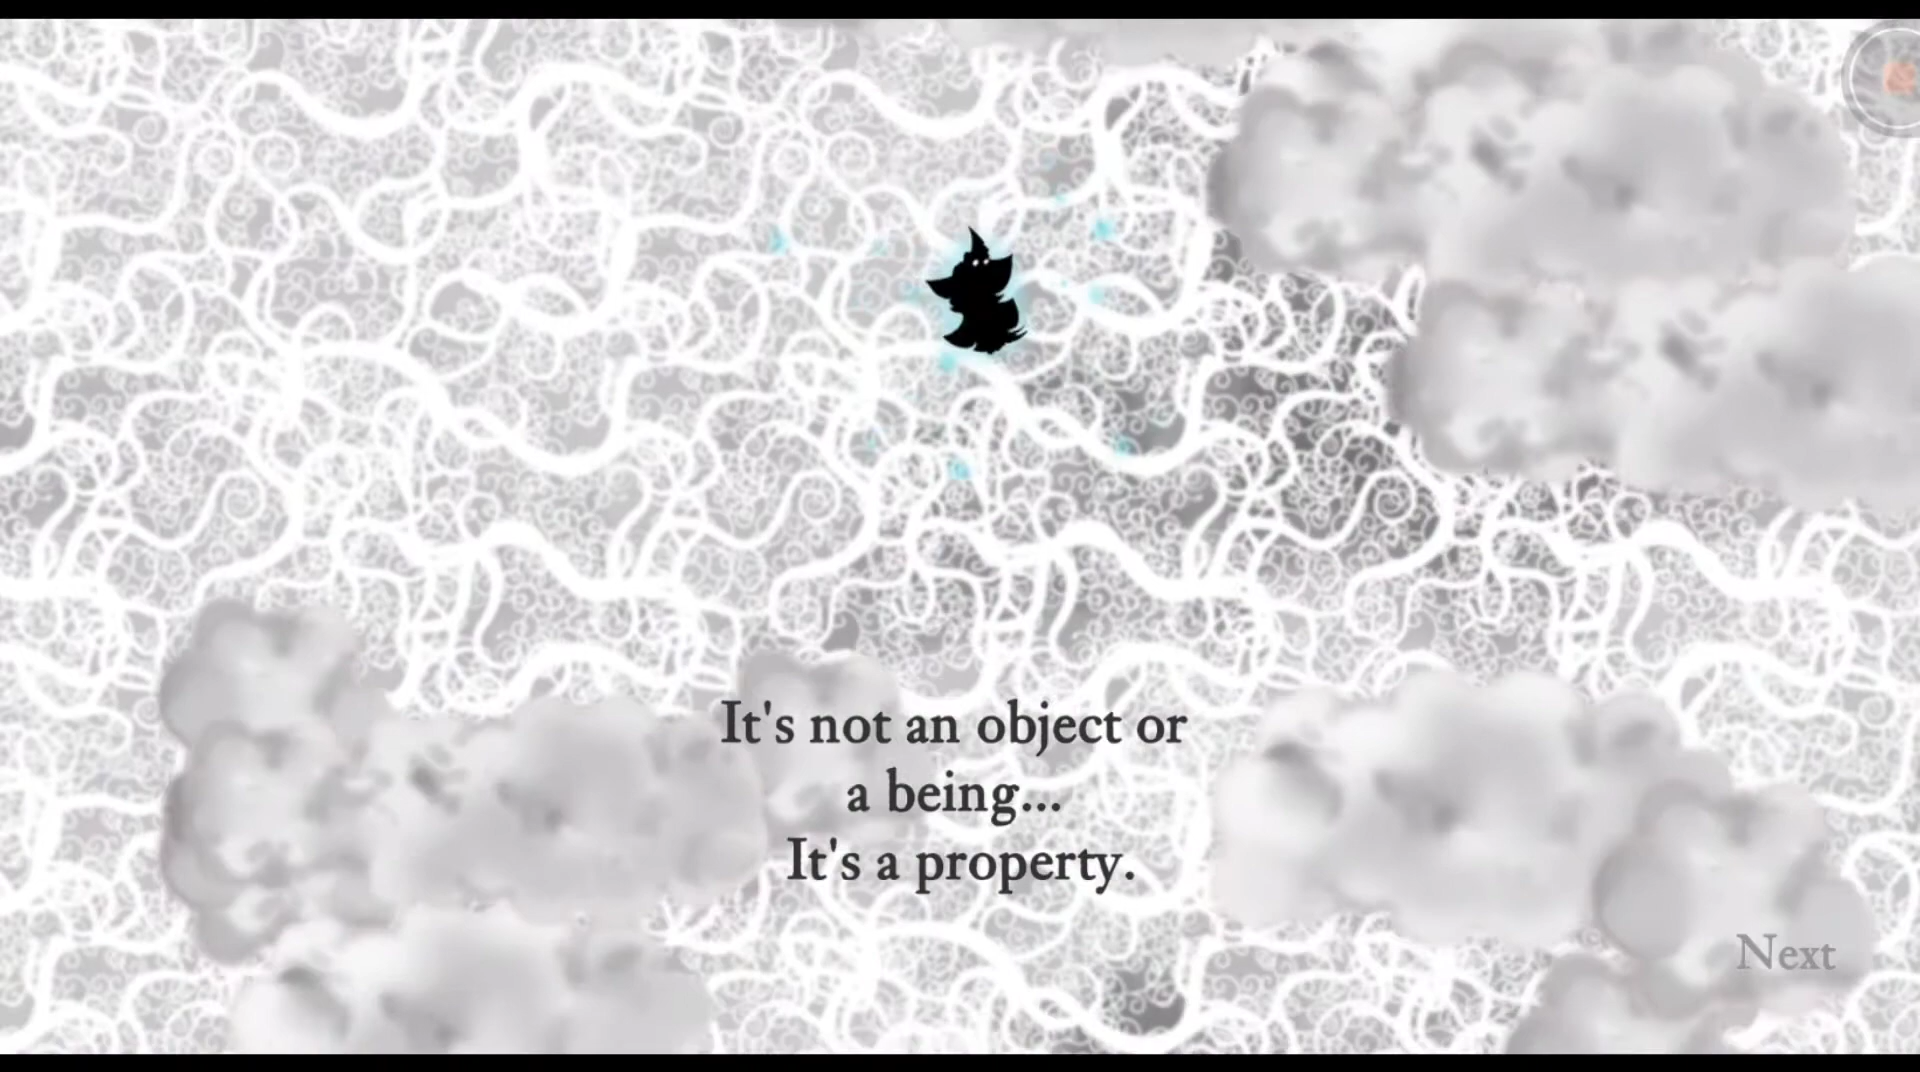 It's not an object or
a being...
It's a property.
Next